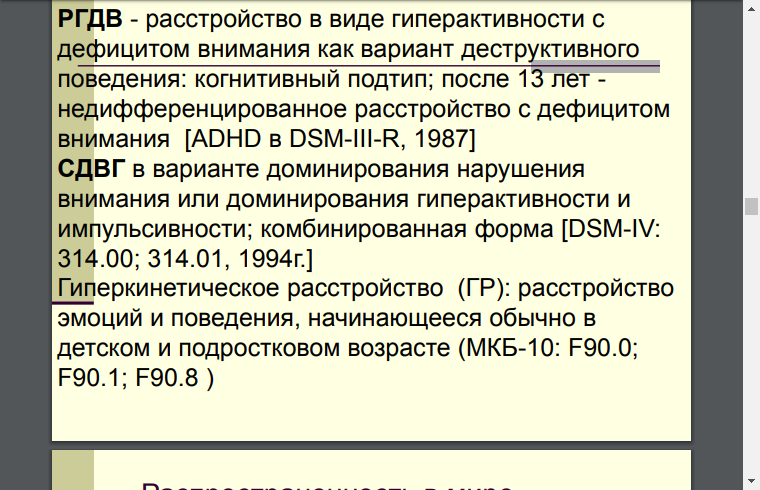 РГДВ - расстройство в виде гиперактивности с
дефицитом внимания как вариант деструктивного
поведения: когнитивный подтип; после 13 лет -
недифференцированное расстройство с дефицитом
внимания  [ADHD в DSM-III-R, 1987]
СДВГ в варианте доминирования нарушения
внимания или доминирования гиперактивности и
импульсивности; комбинированная форма [DSM-IV:
314.00; 314.01, 1994г.]
Гиперкинетическое расстройство  (ГР): расстройство
эмоций и поведения, начинающееся обычно в
детском и подростковом возрасте (МКБ-10: F90.0;
F90.1; F90.8 )
Распространенность в мире